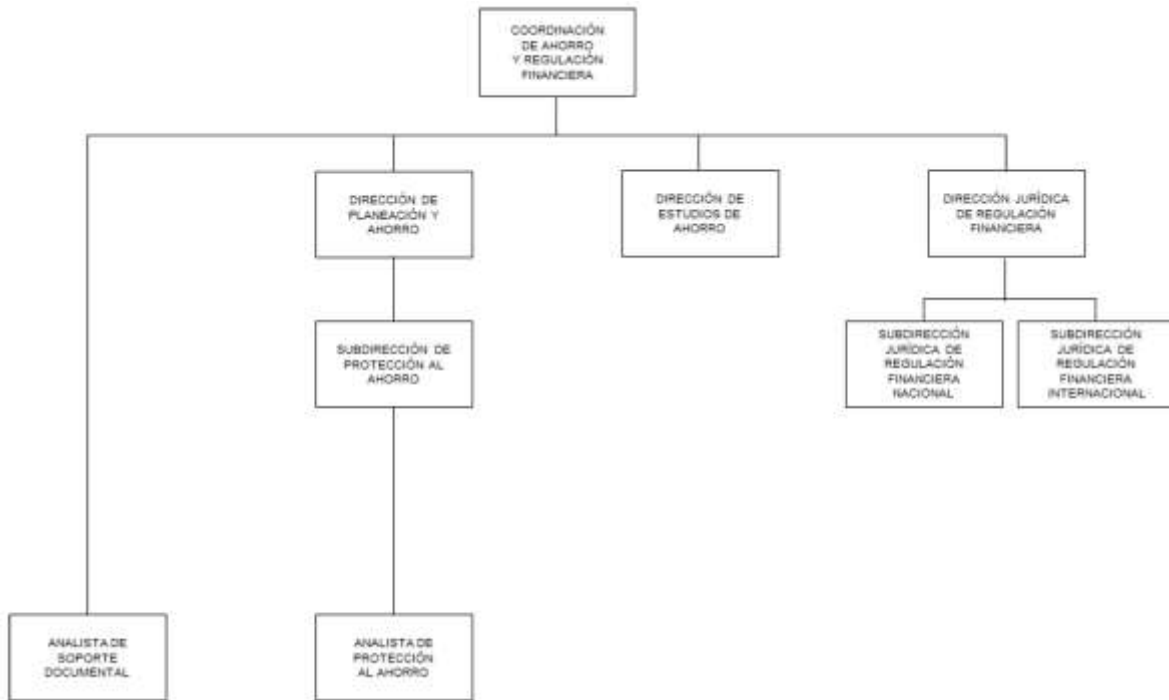 COORDINACIÓN
DE AHORRO
Y REGULACIÓN
FINANCIERA
DIRECCIÓN DE
PLANEACIÓN Y
AHORRO
DIRECCIÓN DE
ESTUDIOS DE
AHORRO
DIRECCIÓN JURÍDICA
DE REGULACIÓN
FINANCIERA
SUBDIRECCIÓN DE
PROTECCIÓN AL
AHORRO
SUBDIRECCIÓN
JURÍDICA DE
REGULACIÓN
FINANCIERA
NACIONAL
SUBDIRECCIÓN
JURÍDICA DE
REGULACIÓN
FINANCIERA
INTERNACIONAL
ANALISTA DE
SOPORTE
DOCUMENTAL
ANALISTA DE
PROTECCIÓN
AL AHORRO